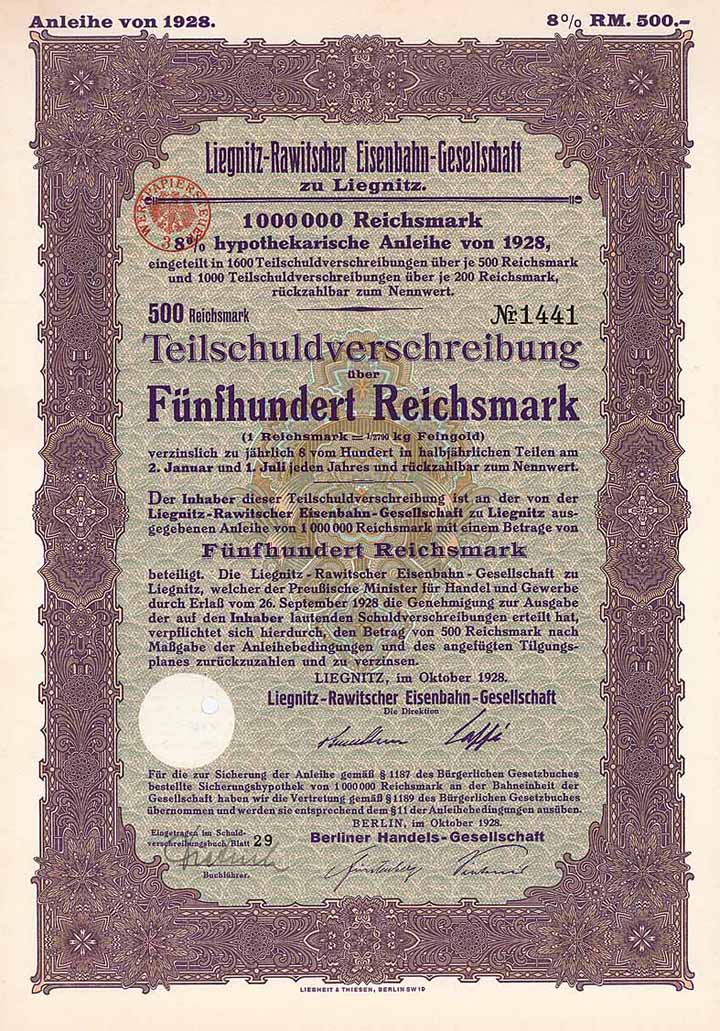 Anleihe von 1928. 8% RM. 500.–
Liegnitz-Rawitscher Eisenbahn-Gesellschaft
zu Liegnitz.
WERTPAPIERSTEUER
3
1000000 Reichsmark
8% hypothekarische Anleihe von 1928,
eingeteilt in 1600 Teilschuldverschreibungen über je 500 Reichsmark
und 1000 Teilschuldverschreibungen über je 200 Reichsmark,
rückzahlbar zum Nennwert.
500 Reichsmark № 1441
Teilschuldverschreibung
über
Fünfhundert Reichsmark
(1 Reichsmark = 1/2790 kg Feingold)
verzinslich zu jährlich 8 vom Hundert in halbjährlichen Teilen am
2. Januar und 1. Juli jeden Jahres und rückzahlbar zum Nennwert.
Der Inhaber dieser Teilschuldverschreibung ist an der von der
Liegnitz-Rawitscher Eisenbahn-Gesellschaft zu Liegnitz aus-
gegebenen Anleihe von 1000000 Reichsmark mit einem Betrage von
Fünfhundert Reichsmark
beteiligt. Die Liegnitz-Rawitscher Eisenbahn-Gesellschaft zu
Liegnitz, welcher der Preußische Minister für Handel und Gewerbe
durch Erlaß vom 26. September 1928 die Genehmigung zur Ausgabe
der auf den Inhaber lautenden Schuldverschreibungen erteilt hat,
verpflichtet sich hierdurch, den Betrag von 500 Reichsmark nach
Maßgabe der Anleihebedingungen und des angefügten Tilgungs-
planes zurückzuzahlen und zu verzinsen.
LIEGNITZ, im Oktober 1928.
Liegnitz-Rawitscher Eisenbahn-Gesellschaft
Die Direktion
Für die zur Sicherung der Anleihe gemäß § 1187 des Bürgerlichen Gesetzbuches
bestellte Sicherungshypothek von 1000000 Reichsmark an der Bahneinheit der
Gesellschaft haben wir die Vertretung gemäß § 1189 des Bürgerlichen Gesetzbuches
übernommen und werden sie entsprechend dem § 11 der Anleihebedingungen ausüben.
BERLIN, im Oktober 1928.
Berliner Handels-Gesellschaft
Eingetragen im Schuld-
verschreibungsbuch/Blatt 29
Buchführer.
Fürstenberg
LIEBHEIT & THIESEN, BERLIN SW19